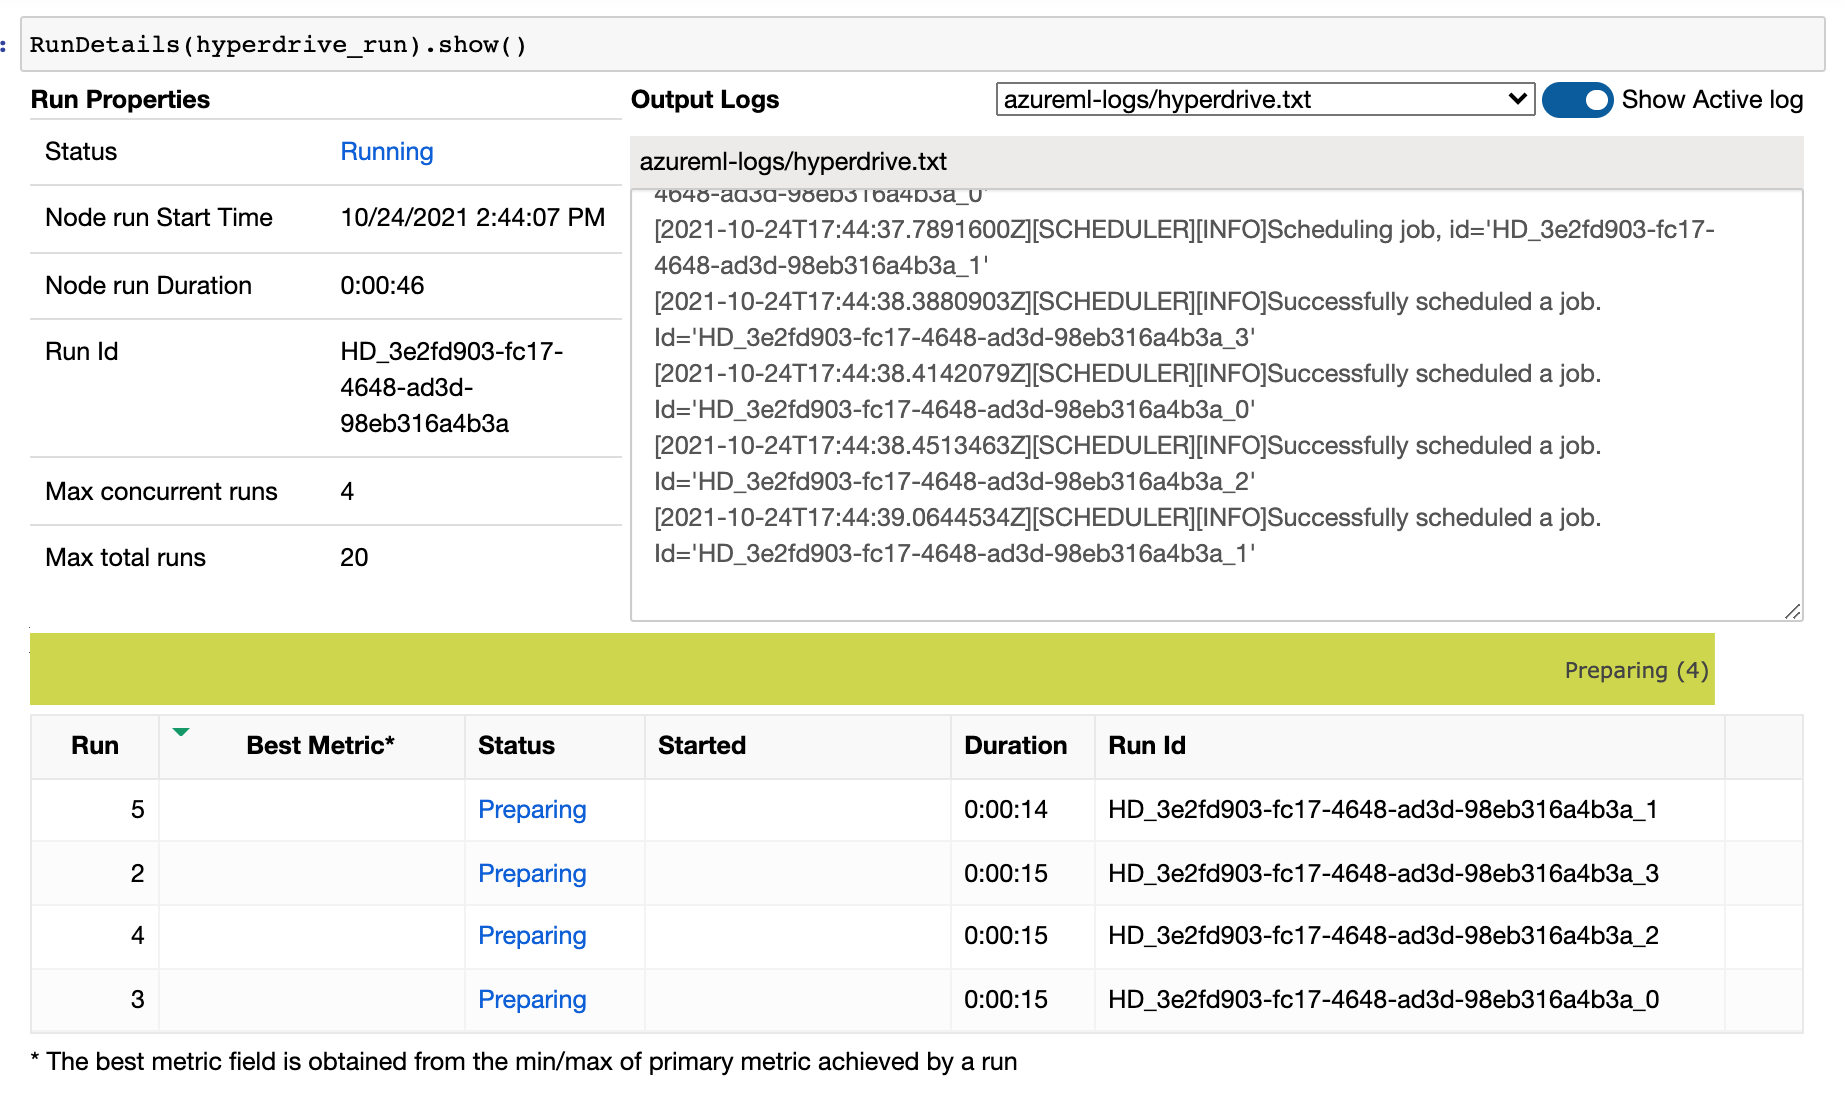 : RunDetails(hyperdrive_run).show()
Run Properties
Status Running
Node run Start Time 10/24/2021 2:44:07 PM
Node run Duration 0:00:46
Run Id HD_3e2fd903-fc17-
4648-ad3d-
98eb316a4b3a
Max concurrent runs 4
Max total runs 20
Output Logs azureml-logs/hyperdrive.txt Show Active log
azureml-logs/hyperdrive.txt
4648-ad3d-98eb316a4b3a_0'
[2021-10-24T17:44:37.7891600Z][SCHEDULER][INFO]Scheduling job, id='HD_3e2fd903-fc17-
4648-ad3d-98eb316a4b3a_1'
[2021-10-24T17:44:38.3880903Z][SCHEDULER][INFO]Successfully scheduled a job.
Id='HD_3e2fd903-fc17-4648-ad3d-98eb316a4b3a_3'
[2021-10-24T17:44:38.4142079Z][SCHEDULER][INFO]Successfully scheduled a job.
Id='HD_3e2fd903-fc17-4648-ad3d-98eb316a4b3a_0'
[2021-10-24T17:44:38.4513463Z][SCHEDULER][INFO]Successfully scheduled a job.
Id='HD_3e2fd903-fc17-4648-ad3d-98eb316a4b3a_2'
[2021-10-24T17:44:39.0644534Z][SCHEDULER][INFO]Successfully scheduled a job.
Id='HD_3e2fd903-fc17-4648-ad3d-98eb316a4b3a_1'
Preparing (4)
Run Best Metric* Status Started Duration Run Id
5 Preparing 0:00:14 HD_3e2fd903-fc17-4648-ad3d-98eb316a4b3a_1
2 Preparing 0:00:15 HD_3e2fd903-fc17-4648-ad3d-98eb316a4b3a_3
4 Preparing 0:00:15 HD_3e2fd903-fc17-4648-ad3d-98eb316a4b3a_2
3 Preparing 0:00:15 HD_3e2fd903-fc17-4648-ad3d-98eb316a4b3a_0
* The best metric field is obtained from the min/max of primary metric achieved by a run